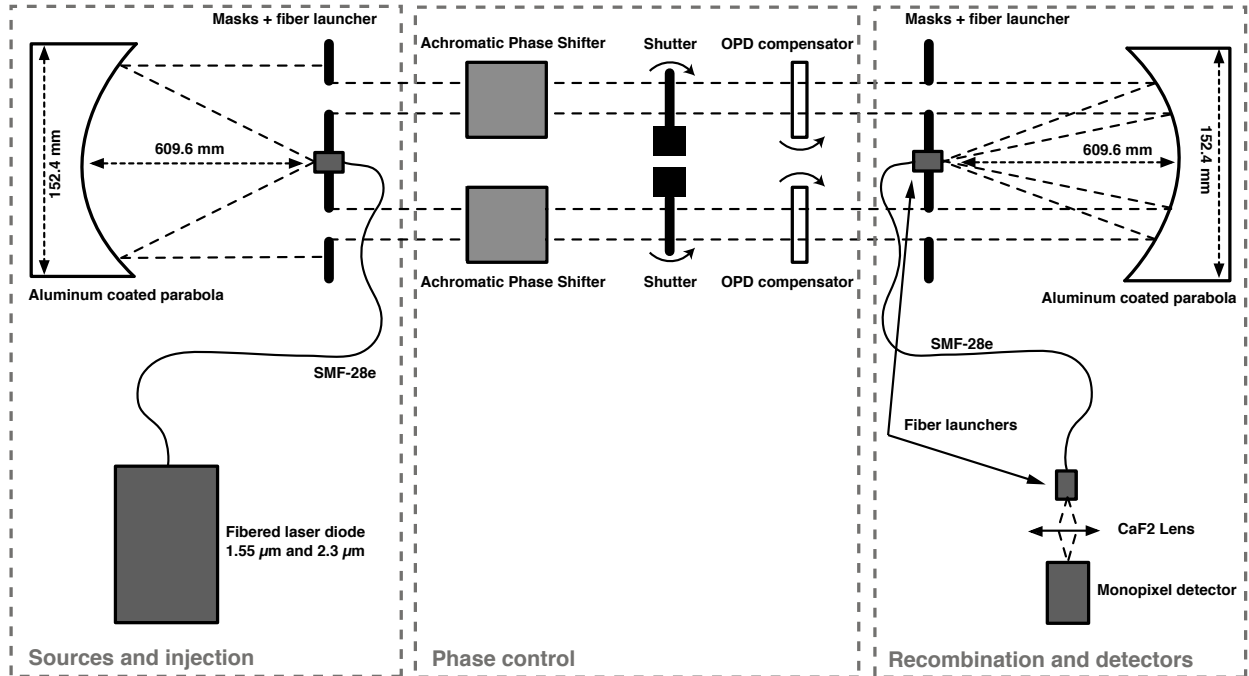 Masks + fiber launcher
Achromatic Phase Shifter
Shutter
OPD compensator
Masks + fiber launcher
152.4 mm
609.6 mm
609.6 mm
152.4 mm
Aluminum coated parabola
Achromatic Phase Shifter
Shutter
OPD compensator
Aluminum coated parabola
SMF-28e
SMF-28e
Fiber launchers
Fibered laser diode
1.55 µm and 2.3 µm
CaF2 Lens
Monopixel detector
Sources and injection
Phase control
Recombination and detectors